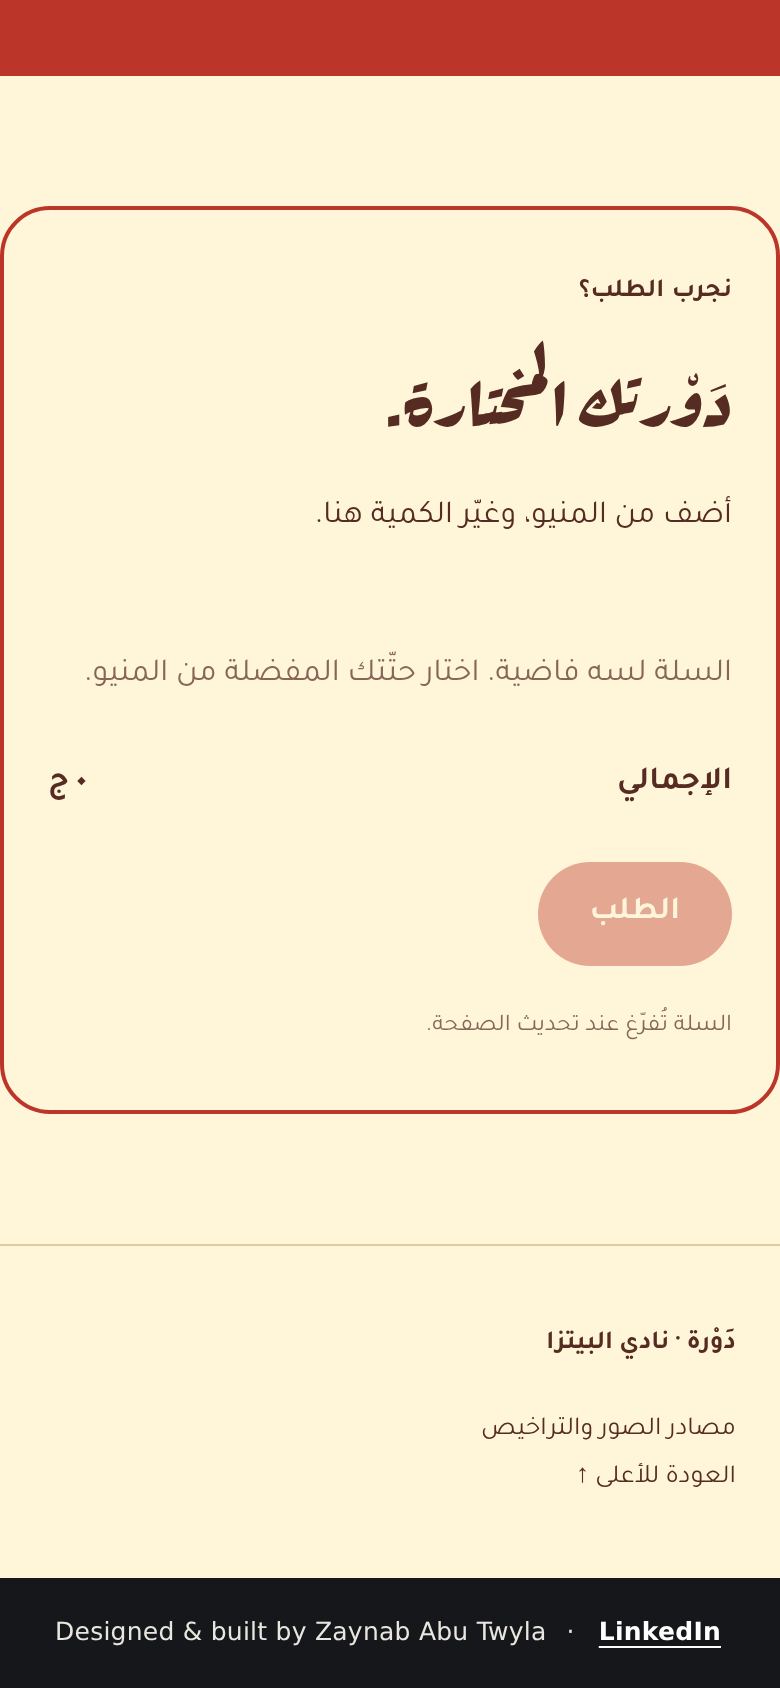 نجرب الطلب؟
دَوْرتك المختارة.
أضف من المنيو، وغيّر الكمية هنا.
السلة لسه فاضية. اختار حتّتك المفضلة من المنيو.
الإجمالي
٠ ج
الطلب
السلة تُفرّغ عند تحديث الصفحة.
دَوْرة · نادي البيتزا
مصادر الصور والتراخيص
العودة للأعلى ↑
Designed & built by Zaynab Abu Twyla · LinkedIn